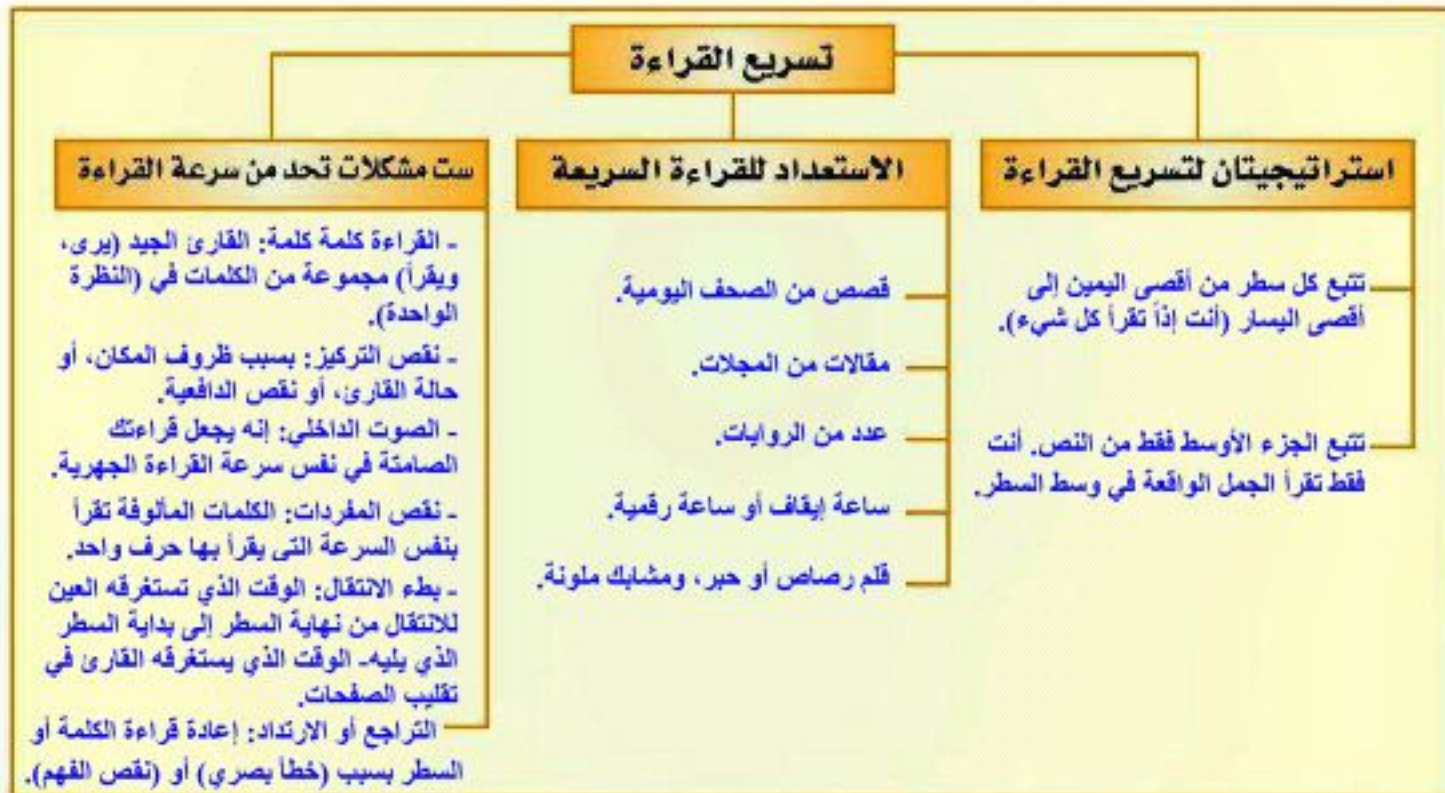 تسريع القراءة
استراتيجيتان لتسريع القراءة
تتبع كل سطر من أقصى اليمين إلى
أقصى اليسار (أنت إذاً تقرأ كل شيء).
تتبع الجزء الأوسط فقط من النص. أنت
فقط تقرأ الجمل الواقعة في وسط السطر.
الاستعداد للقراءة السريعة
قصص من الصحف اليومية.
مقالات من المجلات.
عدد من الروايات.
ساعة إيقاف أو ساعة رقمية.
قلم رصاص أو حبر، ومشابك ملونة.
ست مشكلات تحد من سرعة القراءة
- القراءة كلمة كلمة: القارئ الجيد (يرى،
ويقرأ) مجموعة من الكلمات في (النظرة
الواحدة).
- نقص التركيز: بسبب ظروف المكان، أو
حالة القارئ، أو نقص الدافعية.
- الصوت الداخلي: إنه يجعل قراءتك
الصامتة في نفس سرعة القراءة الجهرية.
- نقص المفردات: الكلمات المألوفة تقرأ
بنفس السرعة التى يقرأ بها حرف واحد.
- بطء الانتقال: الوقت الذي تستغرقه العين
للانتقال من نهاية السطر إلى بداية السطر
الذي يليه- الوقت الذي يستغرقه القارئ في
تقليب الصفحات.
التراجع أو الارتداد: إعادة قراءة الكلمة أو
السطر بسبب (خطأ بصري) أو (نقص الفهم).